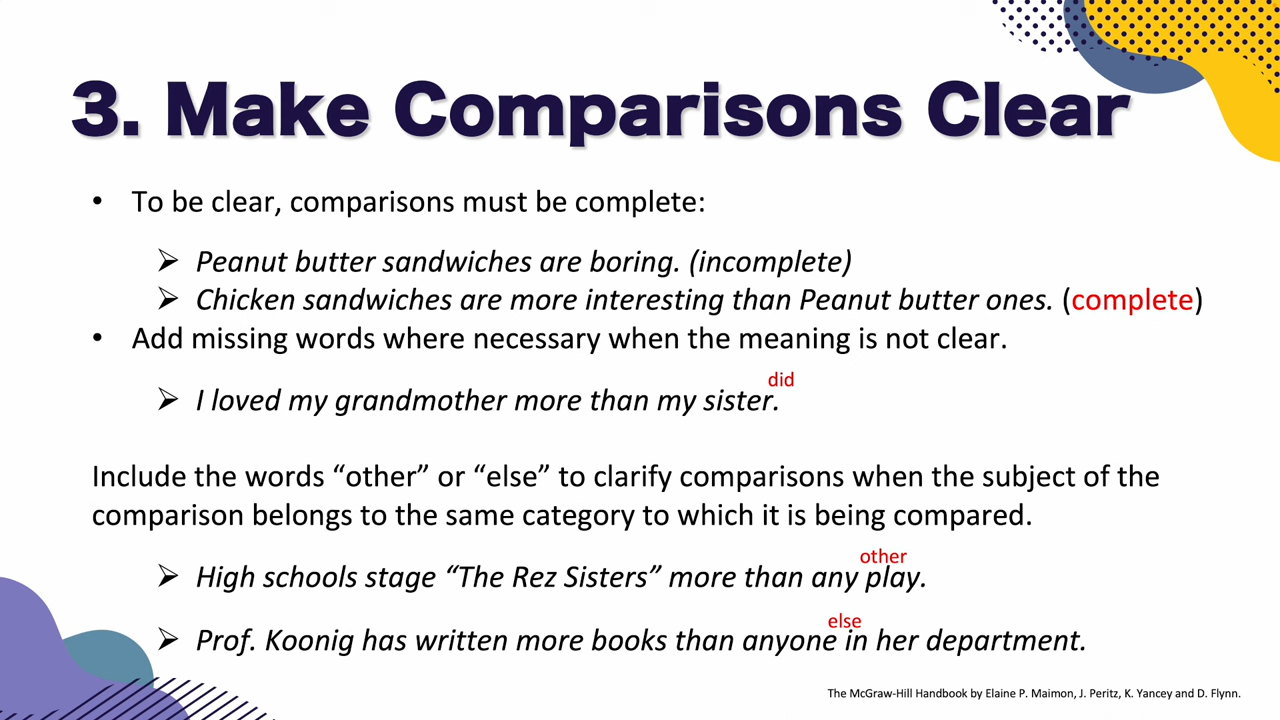 3. Make Comparisons Clear
• To be clear, comparisons must be complete:
➢ Peanut butter sandwiches are boring. (incomplete)
➢ Chicken sandwiches are more interesting than Peanut butter ones. (complete)
• Add missing words where necessary when the meaning is not clear.
did
➢ I loved my grandmother more than my sister.
Include the words “other” or “else” to clarify comparisons when the subject of the
comparison belongs to the same category to which it is being compared.
other
➢ High schools stage “The Rez Sisters” more than any play.
else
➢ Prof. Koonig has written more books than anyone in her department.
The McGraw-Hill Handbook by Elaine P. Maimon, J. Peritz, K. Yancey and D. Flynn.